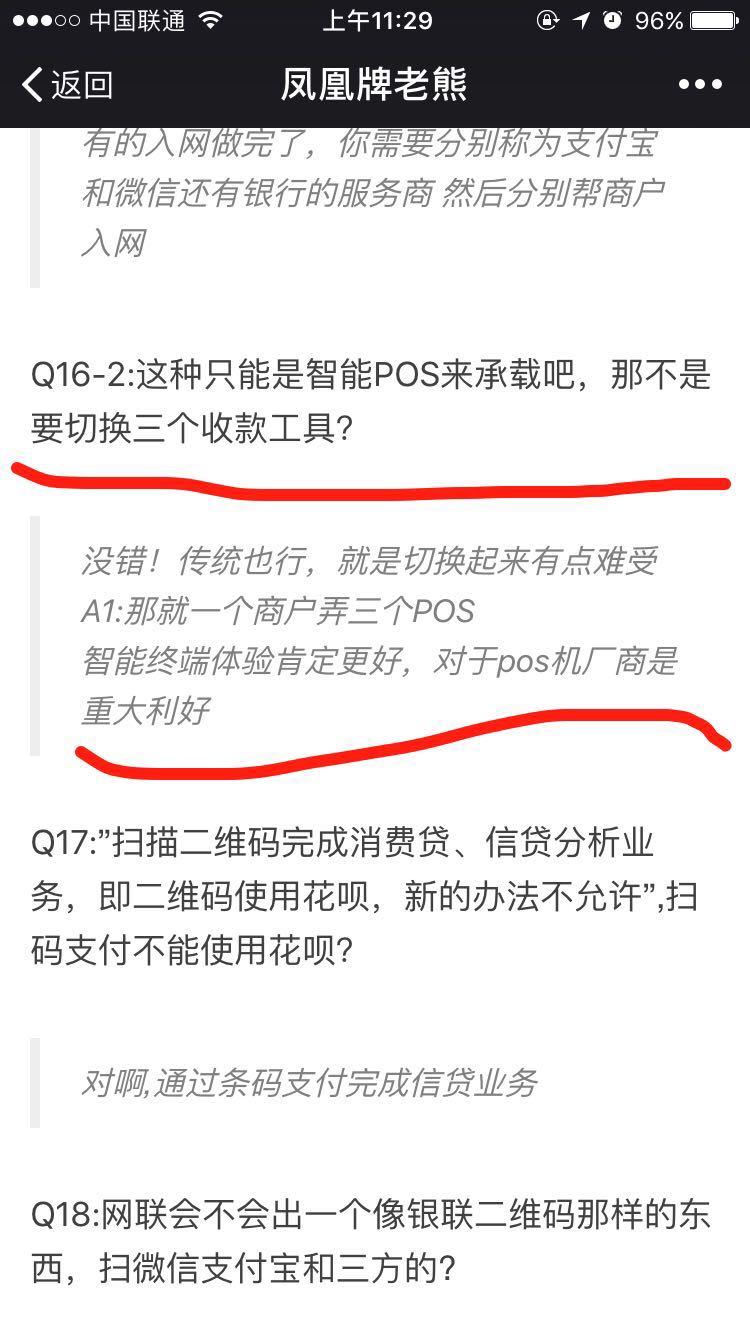 中国联通 上午11:29 96%
返回 凤凰牌老熊
有的入网做完了，你需要分别称为支付宝
和微信还有银行的服务商 然后分别帮商户
入网
Q16-2:这种只能是智能POS来承载吧，那不是
要切换三个收款工具?
没错！传统也行，就是切换起来有点难受
A1:那就一个商户弄三个POS
智能终端体验肯定更好，对于pos机厂商是
重大利好
Q17:”扫描二维码完成消费贷、信贷分析业
务，即二维码使用花呗，新的办法不允许”,扫
码支付不能使用花呗?
对啊,通过条码支付完成信贷业务
Q18:网联会不会出一个像银联二维码那样的东
西，扫微信支付宝和三方的?